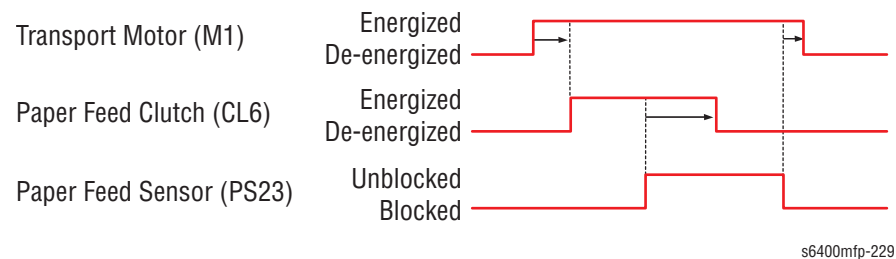 Transport Motor (M1)
Energized
De-energized
Paper Feed Clutch (CL6)
Energized
De-energized
Paper Feed Sensor (PS23)
Unblocked
Blocked
s6400mfp-229